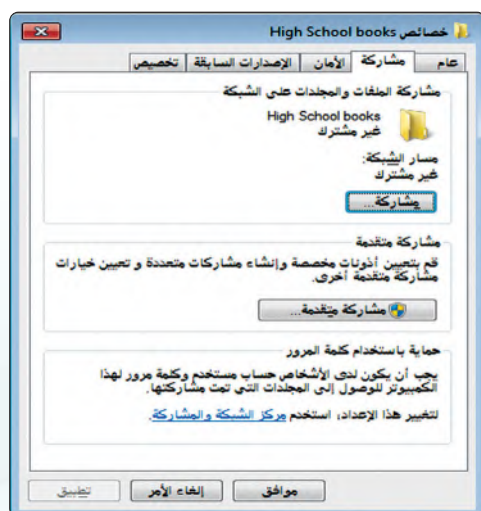 خصائص High School books
عام
مشاركة
الأمان
الإصدارات السابقة
تخصيص
مشاركة الملفات والمجلدات على الشبكة
High School books
غير مشترك
مسار الشبكة:
غير مشترك
مشاركة...
مشاركة متقدمة
قم بتعيين أذونات مخصصة وإنشاء مشاركات متعددة و تعيين خيارات
مشاركة متقدمة أخرى.
مشاركة متقدمة...
حماية باستخدام كلمة المرور
يجب أن يكون لدى الأشخاص حساب مستخدم وكلمة مرور لهذا
الكمبيوتر للوصول إلى المجلدات التي تمت مشاركتها.
لتغيير هذا الإعداد، استخدم مركز الشبكة والمشاركة.
موافق
إلغاء الأمر
تطبيق